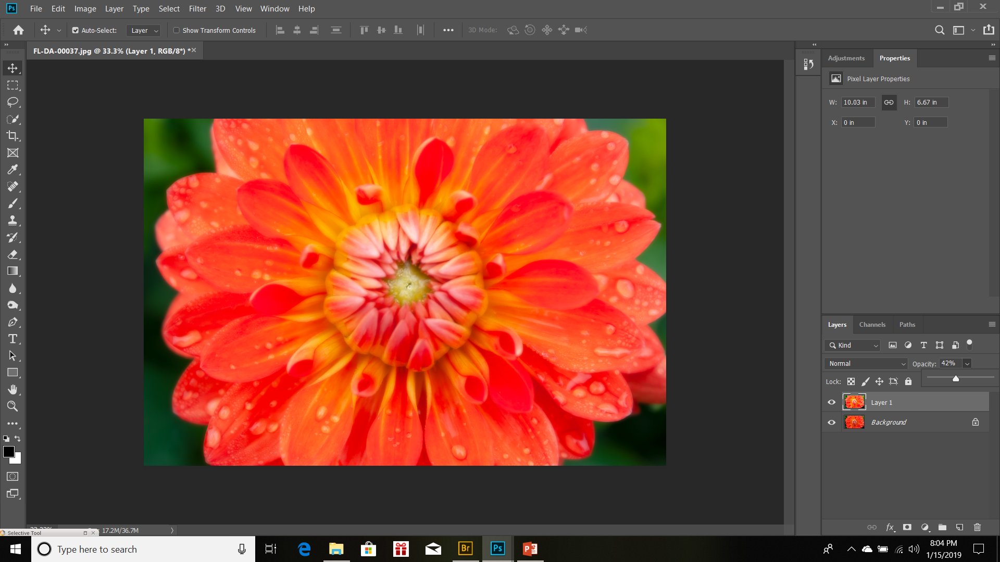 Ps File Edit Image Layer Type Select Filter 3D View Window Help
Auto-Select: Layer Show Transform Controls 3D Mode:
FL-DA-00037.jpg @ 33.3% (Layer 1, RGB/8*) *
Adjustments Properties
Pixel Layer Properties
W: 10.03 in H: 6.67 in
X: 0 in Y: 0 in
Layers Channels Paths
Kind
Normal Opacity: 42%
Lock:
Layer 1
Background
17.2M/36.7M
Selective Tool
Type here to search
Br Ps
8:04 PM
1/15/2019